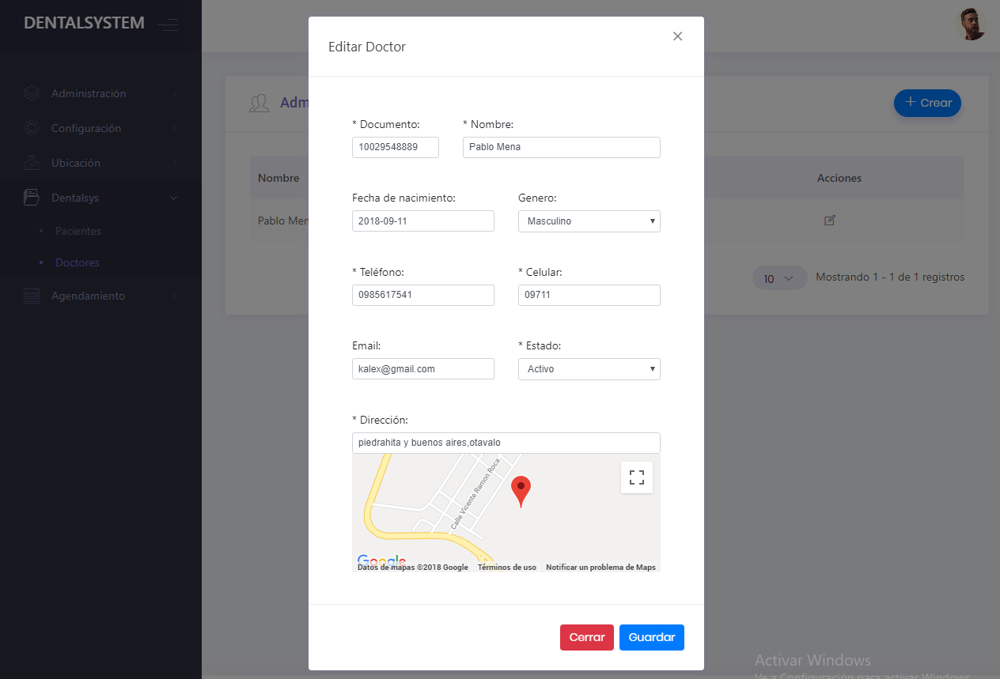 DENTALSYSTEM
Administración
Configuración
Ubicación
Dentalsys
Pacientes
Doctores
Agendamiento
Adm
+ Crear
Nombre
Acciones
Pablo Men
10
Mostrando 1 - 1 de 1 registros
Editar Doctor
* Documento:
* Nombre:
10029548889
Pablo Mena
Fecha de nacimiento:
Genero:
2018-09-11
Masculino
* Teléfono:
* Celular:
0985617541
09711
Email:
* Estado:
kalex@gmail.com
Activo
* Dirección:
piedrahita y buenos aires,otavalo
Calle Vicente Ramon Roca
Google
Datos de mapas ©2018 Google
Términos de uso
Notificar un problema de Maps
Cerrar
Guardar
Activar Windows
Ve a Configuración para activar Windows